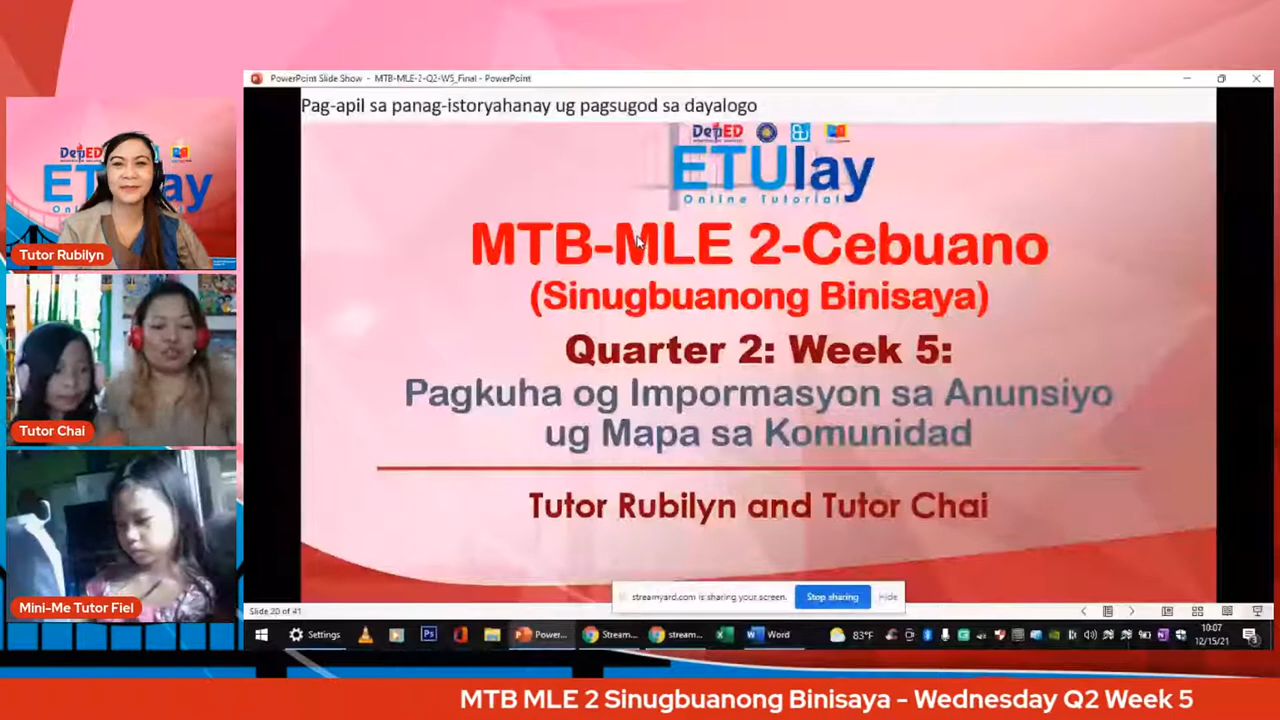 PowerPoint Slide Show - MTB-MLE-2-Q2-W5_Final - PowerPoint
Pag-apil sa panag-istoryahanay ug pagsugod sa dayalogo
DepED
ETUlay
Online Tutorial
MTB-MLE 2-Cebuano
(Sinugbuanong Binisaya)
Quarter 2: Week 5:
Pagkuha og Impormasyon sa Anunsiyo
ug Mapa sa Komunidad
Tutor Rubilyn and Tutor Chai
streamyard.com is sharing your screen.
Stop sharing
Hide
Slide 20 of 41
Settings
Power...
Stream...
stream...
Word
83°F
10:07
12/15/21
DepED
Tutor Rubilyn
Tutor Chai
Mini-Me Tutor Fiel
MTB MLE 2 Sinugbuanong Binisaya - Wednesday Q2 Week 5